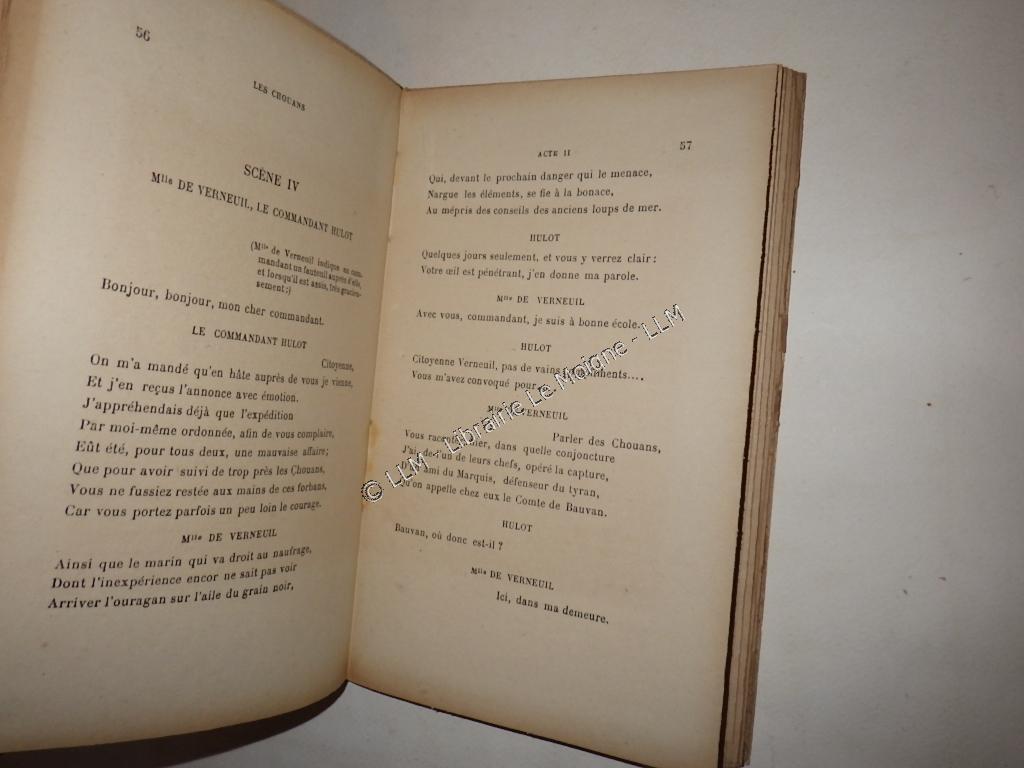 56
LES CHOUANS
SCÈNE IV
Mlle DE VERNEUIL, LE COMMANDANT HULOT
(Mlle de Verneuil indique au com-
mandant un fauteuil auprès d'elle,
et lorsqu'il est assis, très gracieu-
sement :)
Bonjour, bonjour, mon cher commandant.
LE COMMANDANT HULOT
Citoyenne,
On m'a mandé qu'en hâte auprès de vous je vienne,
Et j'en reçus l'annonce avec émotion.
J'appréhendais déjà que l'expédition
Par moi-même ordonnée, afin de vous complaire,
Eût été, pour tous deux, une mauvaise affaire;
Que pour avoir suivi de trop près les Chouans,
Vous ne fussiez restée aux mains de ces forbans,
Car vous portez parfois un peu loin le courage.
Mlle DE VERNEUIL
Ainsi que le marin qui va droit au naufrage,
Dont l'inexpérience encor ne sait pas voir
Arriver l'ouragan sur l'aile du grain noir,
ACTE II
57
Qui, devant le prochain danger qui le menace,
Nargue les éléments, se fie à la bonace,
Au mépris des conseils des anciens loups de mer.
HULOT
Quelques jours seulement, et vous y verrez clair :
Votre œil est pénétrant, j'en donne ma parole.
Mlle DE VERNEUIL
Avec vous, commandant, je suis à bonne école.
HULOT
Citoyenne Verneuil, pas de vains
Vous m'avez convoqué pour
Mlle DE VERNEUIL
Parler des Chouans,
Vous dans quelle conjoncture
J'ai, de l'un de leurs chefs, opéré la capture,
ami du Marquis, défenseur du tyran,
Qu'on appelle chez eux le Comte de Bauvan.
HULOT
Bauvan, où donc est-il ?
Mlle DE VERNEUIL
Ici, dans ma demeure.
© LLM - Librairie Le Moigne - LLM